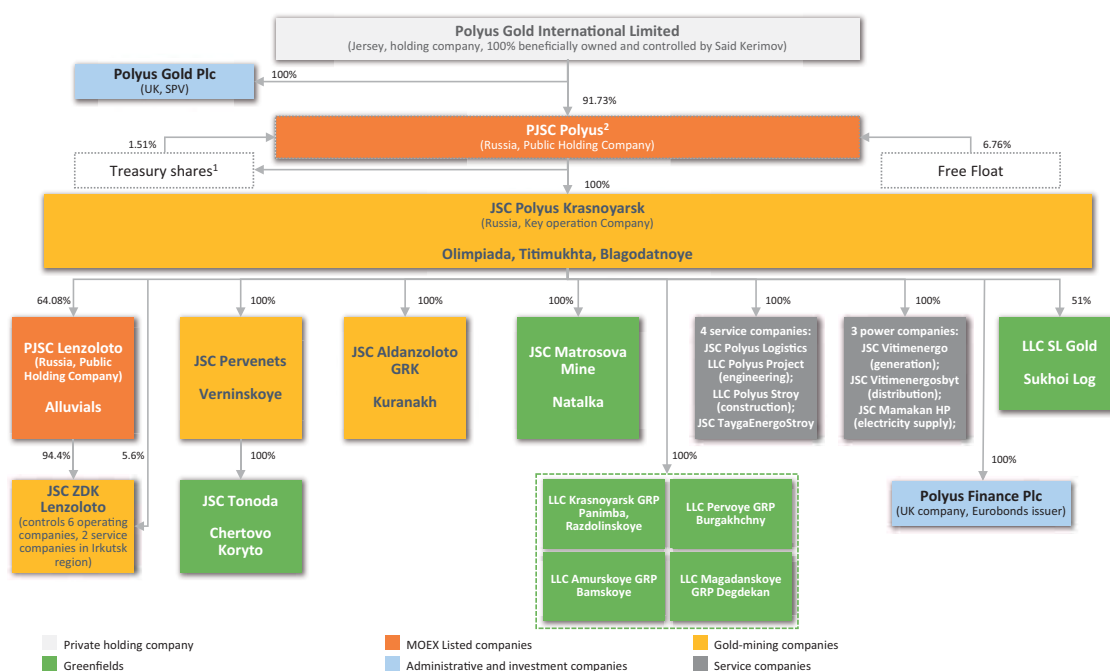 Polyus Gold International Limited
(Jersey, holding company, 100% beneficially owned and controlled by Said Kerimov)
Polyus Gold Plc
(UK, SPV)
100%
91.73%
PJSC Polyus2
(Russia, Public Holding Company)
1.51%
6.76%
Treasury shares1
Free Float
100%
JSC Polyus Krasnoyarsk
(Russia, Key operation Company)
Olimpiada, Titimukhta, Blagodatnoye
64.08%
100%
100%
100%
100%
100%
51%
PJSC Lenzoloto
(Russia, Public
Holding Company)
Alluvials
JSC Pervenets
Verninskoye
JSC Aldanzoloto
GRK
Kuranakh
JSC Matrosova
Mine
Natalka
4 service companies:
JSC Polyus Logistics
LLC Polyus Project
(engineering);
LLC Polyus Stroy
(construction);
JSC TaygaEnergoStroy
3 power companies:
JSC Vitimenergo
(generation);
JSC Vitimenergosbyt
(distribution);
JSC Mamakan HP
(electricity supply);
LLC SL Gold
Sukhoi Log
94.4%
5.6%
100%
100%
100%
JSC ZDK
Lenzoloto
(controls 6 operating
companies, 2 service
companies in Irkutsk
region)
JSC Tonoda
Chertovo
Koryto
LLC Krasnoyarsk GRP
Panimba,
Razdolinskoye
LLC Pervoye GRP
Burgakhchny
LLC Amurskoye GRP
Bamskoye
LLC Magadanskoye
GRP Degdekan
Polyus Finance Plc
(UK company, Eurobonds issuer)
Private holding company
MOEX Listed companies
Gold-mining companies
Greenfields
Administrative and investment companies
Service companies